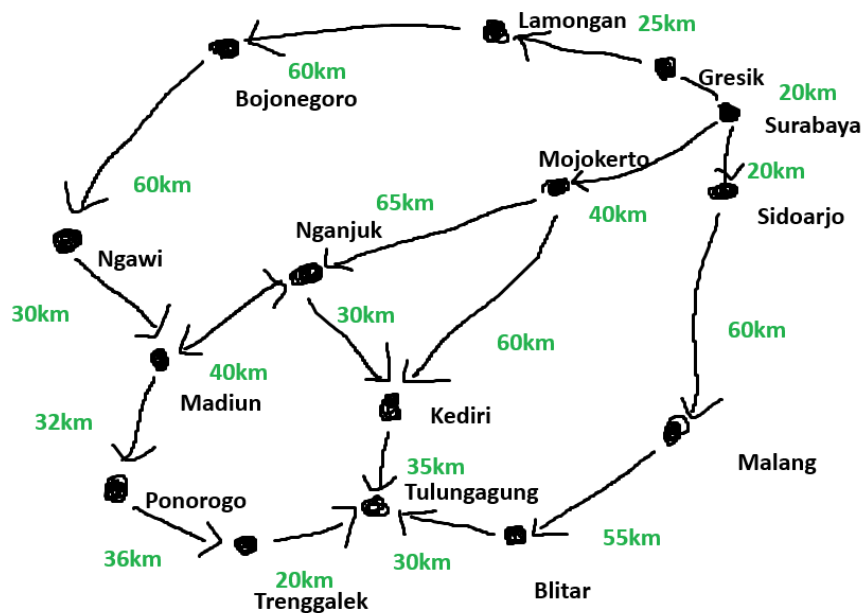 Lamongan
25km
Gresik
60km
Bojonegoro
20km
Surabaya
Mojokerto
20km
60km
65km
40km
Sidoarjo
Nganjuk
Ngawi
30km
30km
60km
60km
40km
Madiun
32km
Kediri
Malang
35km
Tulungagung
Ponorogo
36km
55km
20km
30km
Blitar
Trenggalek